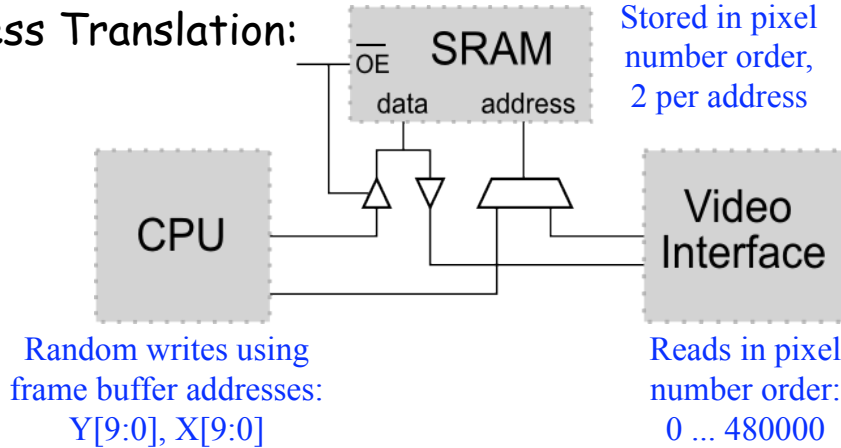 ess Translation:
OE SRAM
data address
Stored in pixel
number order,
2 per address
CPU
Video
Interface
Random writes using
frame buffer addresses:
Y[9:0], X[9:0]
Reads in pixel
number order:
0 ... 480000